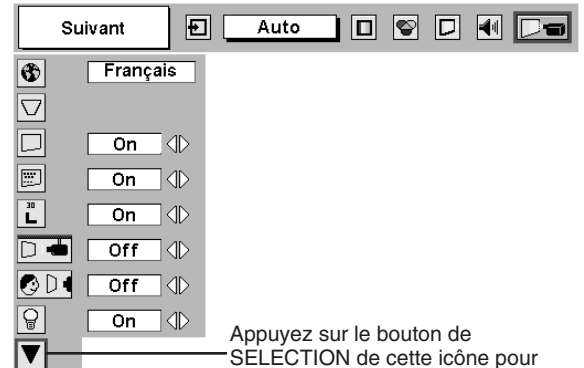 Suivant Auto
Français
On
On
30
L
On
Off
Off
On
Appuyez sur le bouton de
SELECTION de cette icône pour